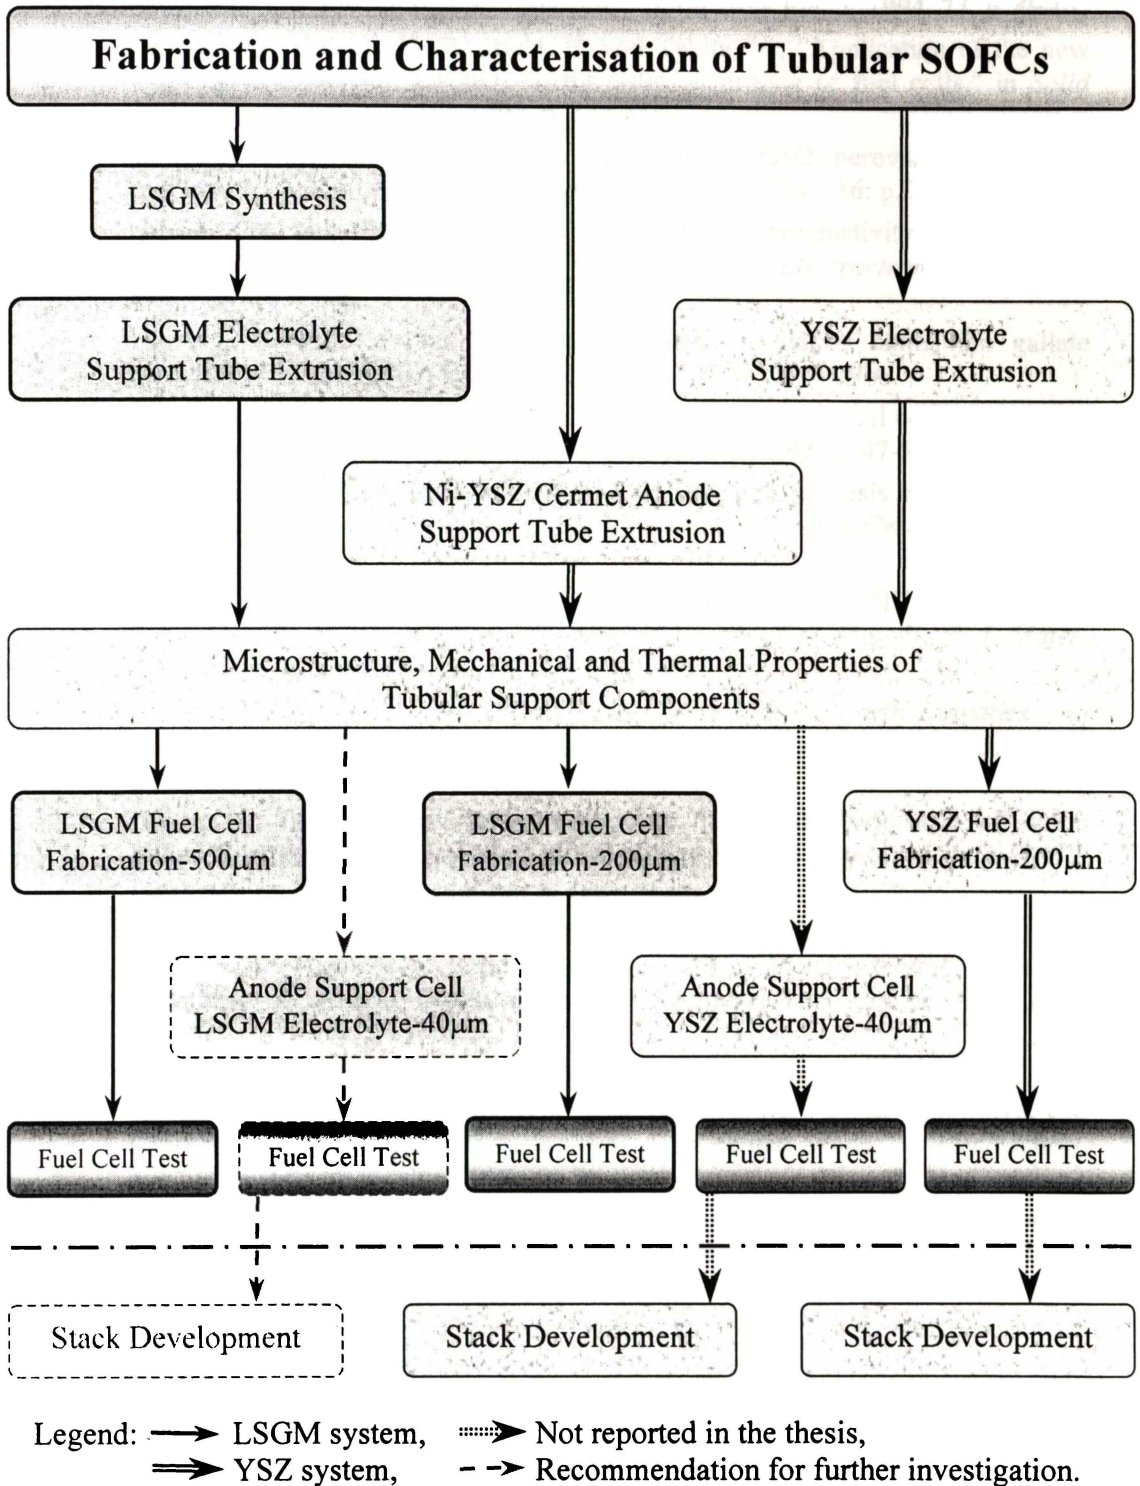 Fabrication and Characterisation of Tubular SOFCs
LSGM Synthesis
LSGM Electrolyte
Support Tube Extrusion
YSZ Electrolyte
Support Tube Extrusion
Ni-YSZ Cermet Anode
Support Tube Extrusion
Microstructure, Mechanical and Thermal Properties of
Tubular Support Components
LSGM Fuel Cell
Fabrication-500μm
LSGM Fuel Cell
Fabrication-200μm
YSZ Fuel Cell
Fabrication-200μm
Anode Support Cell
LSGM Electrolyte-40μm
Anode Support Cell
YSZ Electrolyte-40μm
Fuel Cell Test
Fuel Cell Test
Fuel Cell Test
Fuel Cell Test
Fuel Cell Test
Stack Development
Stack Development
Stack Development
Legend: LSGM system, Not reported in the thesis,
YSZ system, Recommendation for further investigation.